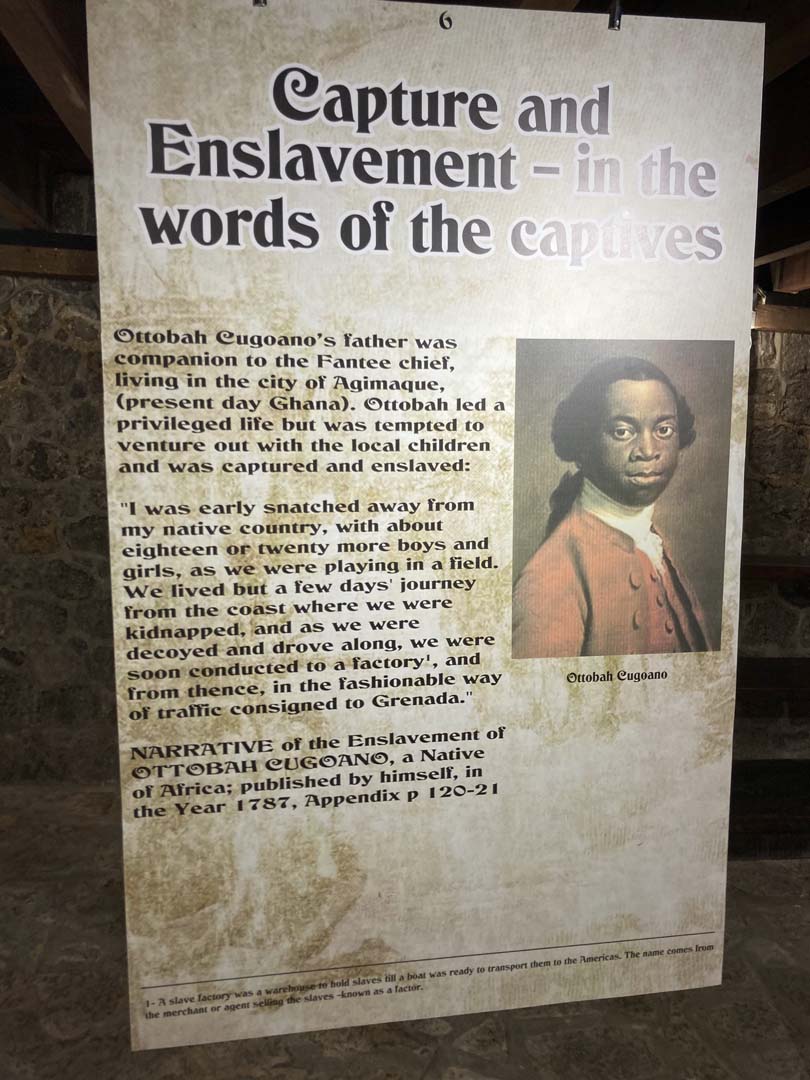 6
Capture and
Enslavement – in the
words of the captives
Ottobah Cugoano's father was
companion to the Fantee chief,
living in the city of Agimaque,
(present day Ghana). Ottobah led a
privileged life but was tempted to
venture out with the local children
and was captured and enslaved:
"I was early snatched away from
my native country, with about
eighteen or twenty more boys and
girls, as we were playing in a field.
We lived but a few days' journey
from the coast where we were
kidnapped, and as we were
decoyed and drove along, we were
soon conducted to a factory¹, and
from thence, in the fashionable way
of traffic consigned to Grenada."
NARRATIVE of the Enslavement of
OTTOBAH CUGOANO, a Native
of Africa; published by himself, in
the Year 1787, Appendix p 120-21
Ottobah Cugoano
1- A slave factory was a warehouse to hold slaves till a boat was ready to transport them to the Americas. The name comes from
the merchant or agent selling the slaves -known as a factor.